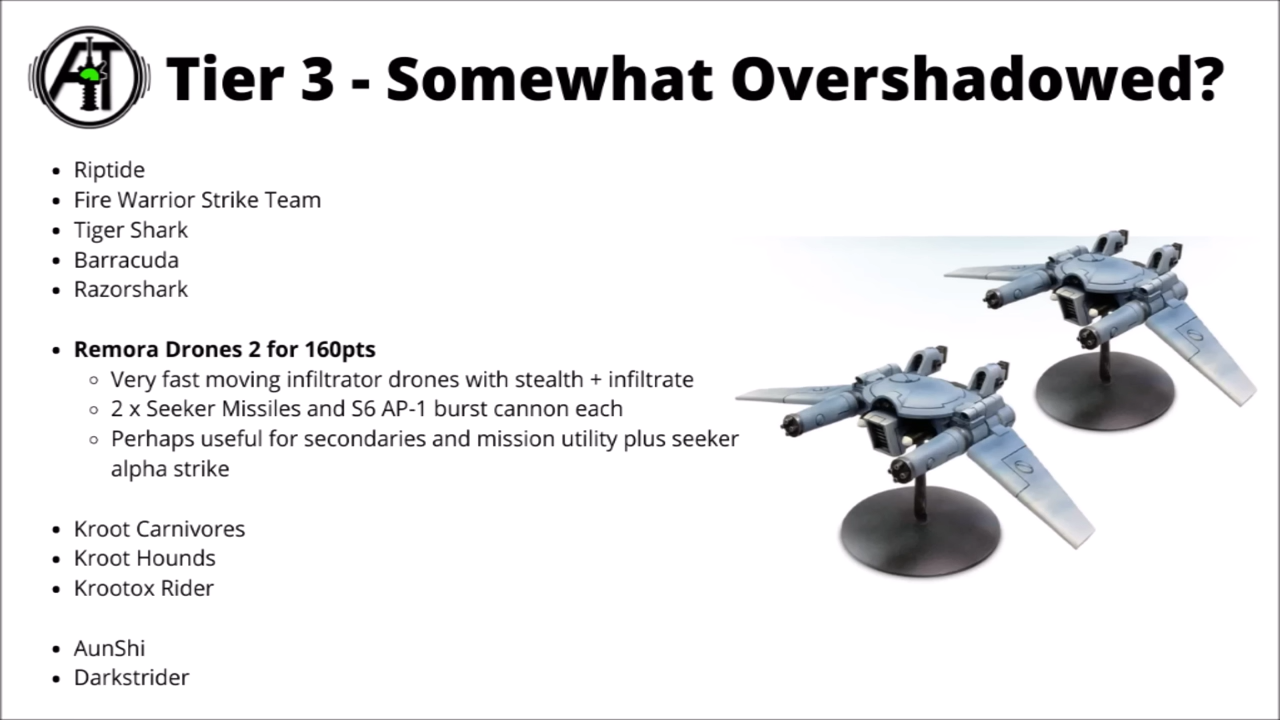 AT
Tier 3 - Somewhat Overshadowed?
• Riptide
• Fire Warrior Strike Team
• Tiger Shark
• Barracuda
• Razorshark
• Remora Drones 2 for 160pts
◦ Very fast moving infiltrator drones with stealth + infiltrate
◦ 2 x Seeker Missiles and S6 AP-1 burst cannon each
◦ Perhaps useful for secondaries and mission utility plus seeker
alpha strike
• Kroot Carnivores
• Kroot Hounds
• Krootox Rider
• AunShi
• Darkstrider